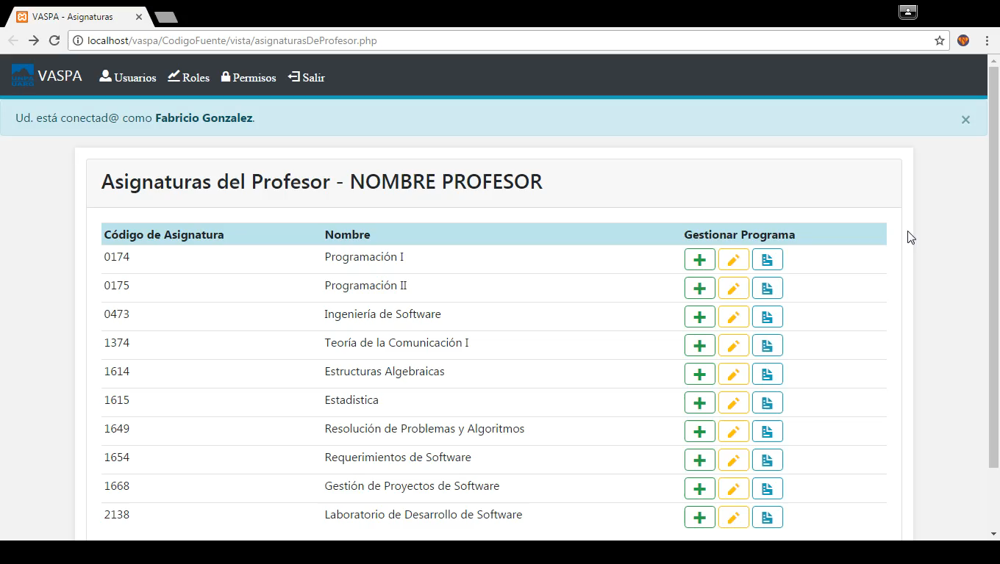 VASPA - Asignaturas
localhost/vaspa/CodigoFuente/vista/asignaturasDeProfesor.php
UNPA
UARG
VASPA Usuarios Roles Permisos Salir
Ud. está conectad@ como Fabricio Gonzalez.
Asignaturas del Profesor - NOMBRE PROFESOR
Código de Asignatura Nombre Gestionar Programa
0174 Programación I
0175 Programación II
0473 Ingeniería de Software
1374 Teoría de la Comunicación I
1614 Estructuras Algebraicas
1615 Estadistica
1649 Resolución de Problemas y Algoritmos
1654 Requerimientos de Software
1668 Gestión de Proyectos de Software
2138 Laboratorio de Desarrollo de Software